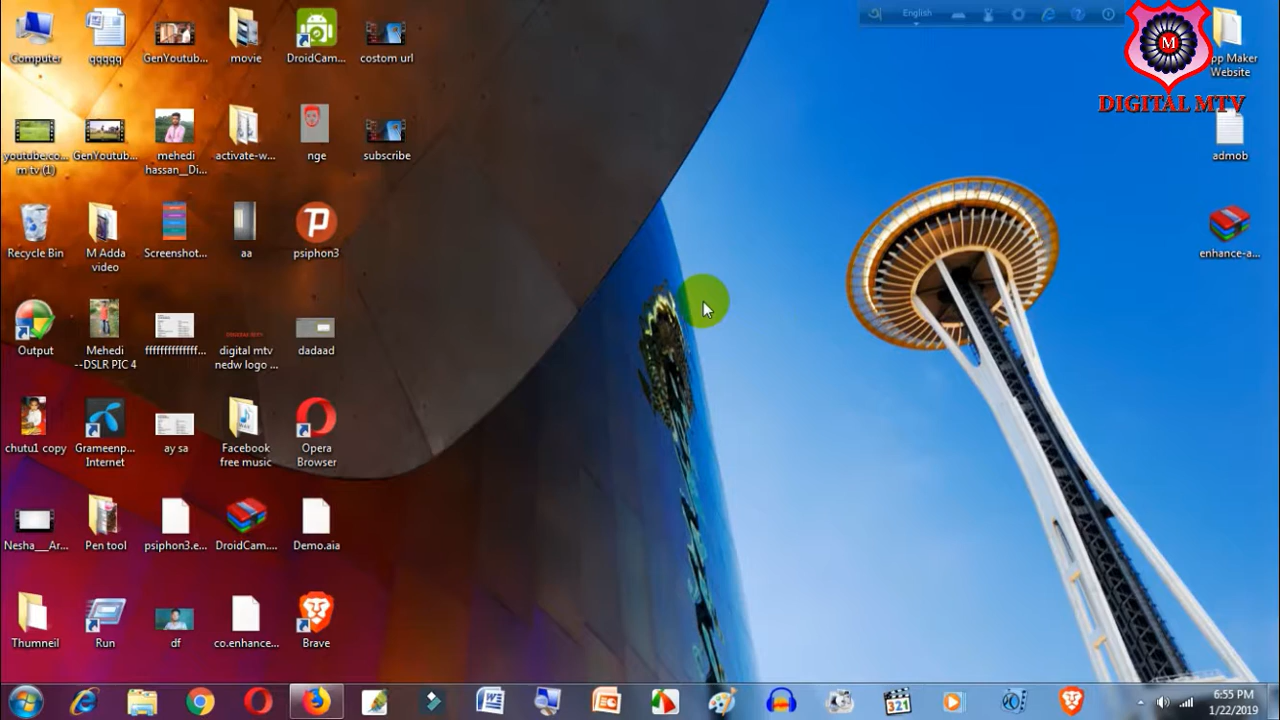 Computer
qqqqq
GenYoutub...
movie
DroidCam...
costom url
English
DIGITAL MTV
M
pp Maker
Website
youtube.co...
m tv (1)
GenYoutub...
mehedi
hassan__Di...
activate-w...
nge
subscribe
admob
Recycle Bin
M Adda
video
Screenshot...
aa
psiphon3
enhance-a...
Output
Mehedi
--DSLR PIC 4
ffffffffffffff...
digital mtv
nedw logo ...
dadaad
chutu1 copy
Grameenp...
Internet
ay sa
Facebook
free music
Opera
Browser
Nesha__Ar...
Pen tool
psiphon3.e...
DroidCam....
Demo.aia
Thumneil
Run
df
co.enhance...
Brave
321
6:55 PM
1/22/2019